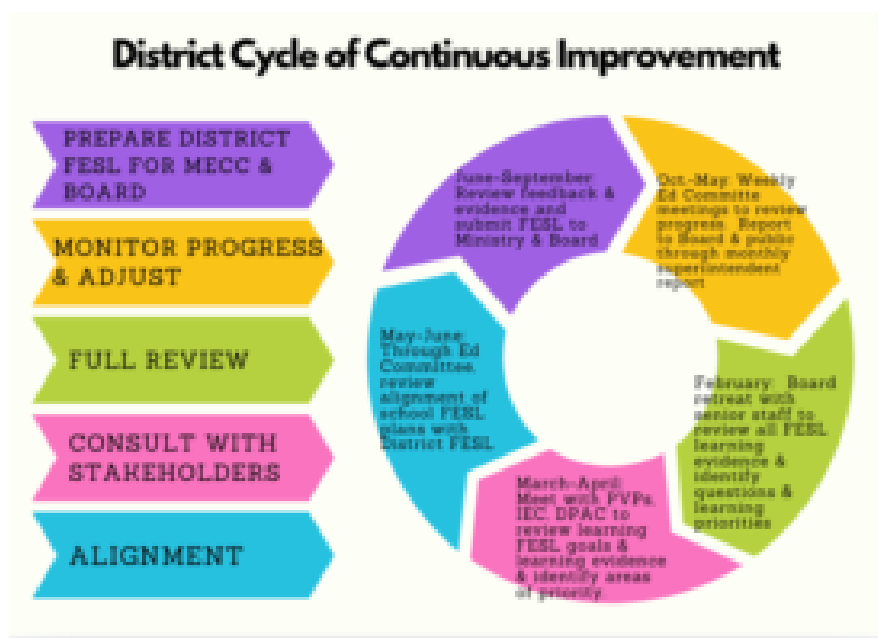 District Cycle of Continuous Improvement
PREPARE DISTRICT
FESL FOR MECC &
BOARD
MONITOR PROGRESS
& ADJUST
FULL REVIEW
CONSULT WITH
STAKEHOLDERS
ALIGNMENT
June-September:
Review feedback &
evidence and
submit FESL to
Ministry & Board
Oct.-May: Weekly
Ed Committe
meetings to review
progress. Report
to Board & public
through monthly
superintendent
report
February: Board
retreat with
senior staff to
review all FESL
learning
evidence &
identify
questions &
learning
priorities
March-April:
Meet with PVPs,
IEC, DPAC to
review learning
FESL goals &
learning evidence
& identify areas
of priority.
May-June:
Through Ed
Committee,
review
alignment of
school FESL
plans with
District FESL